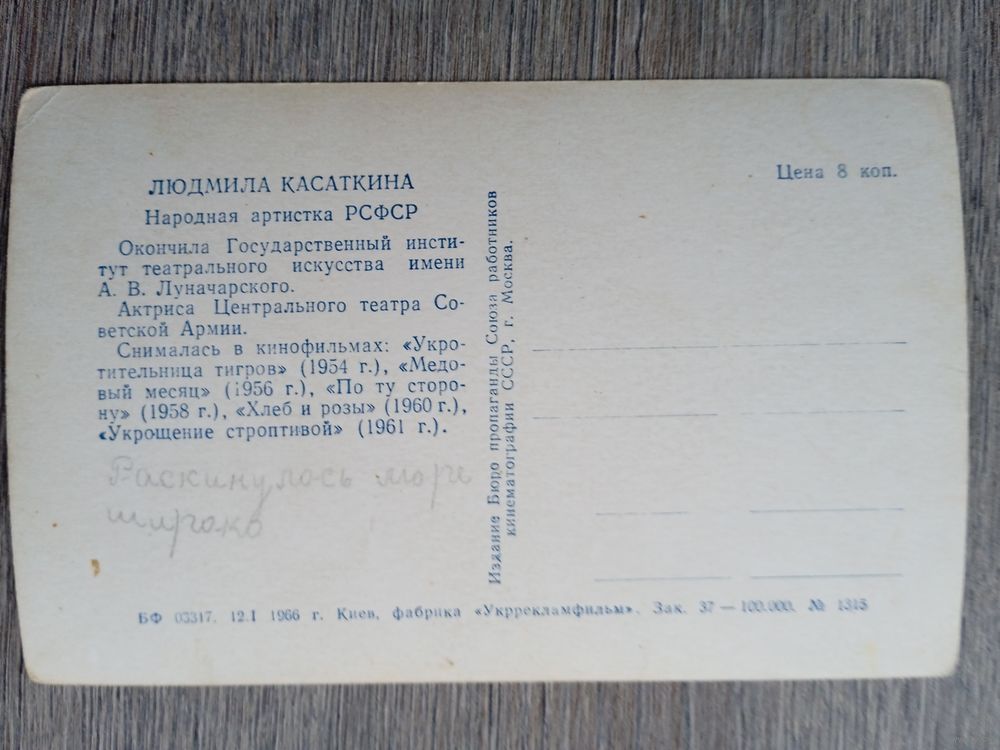 ЛЮДМИЛА КАСАТКИНА
Народная артистка РСФСР
Окончила Государственный инсти-
тут театрального искусства имени
А. В. Луначарского.
Актриса Центрального театра Со-
ветской Армии.
Снималась в кинофильмах: «Укро-
тительница тигров» (1954 г.), «Медо-
вый месяц» (1956 г.), «По ту сторо-
ну» (1958 г.), «Хлеб и розы» (1960 г.),
«Укрощение строптивой» (1961 г.).
Раскинулось море
широко
Издание Бюро пропаганды Союза работников
кинематографии СССР, г. Москва.
Цена 8 коп.
БФ 03317. 12.I 1966 г. Киев, фабрика «Укррекламфильм». Зак. 37 — 100.000. № 1315